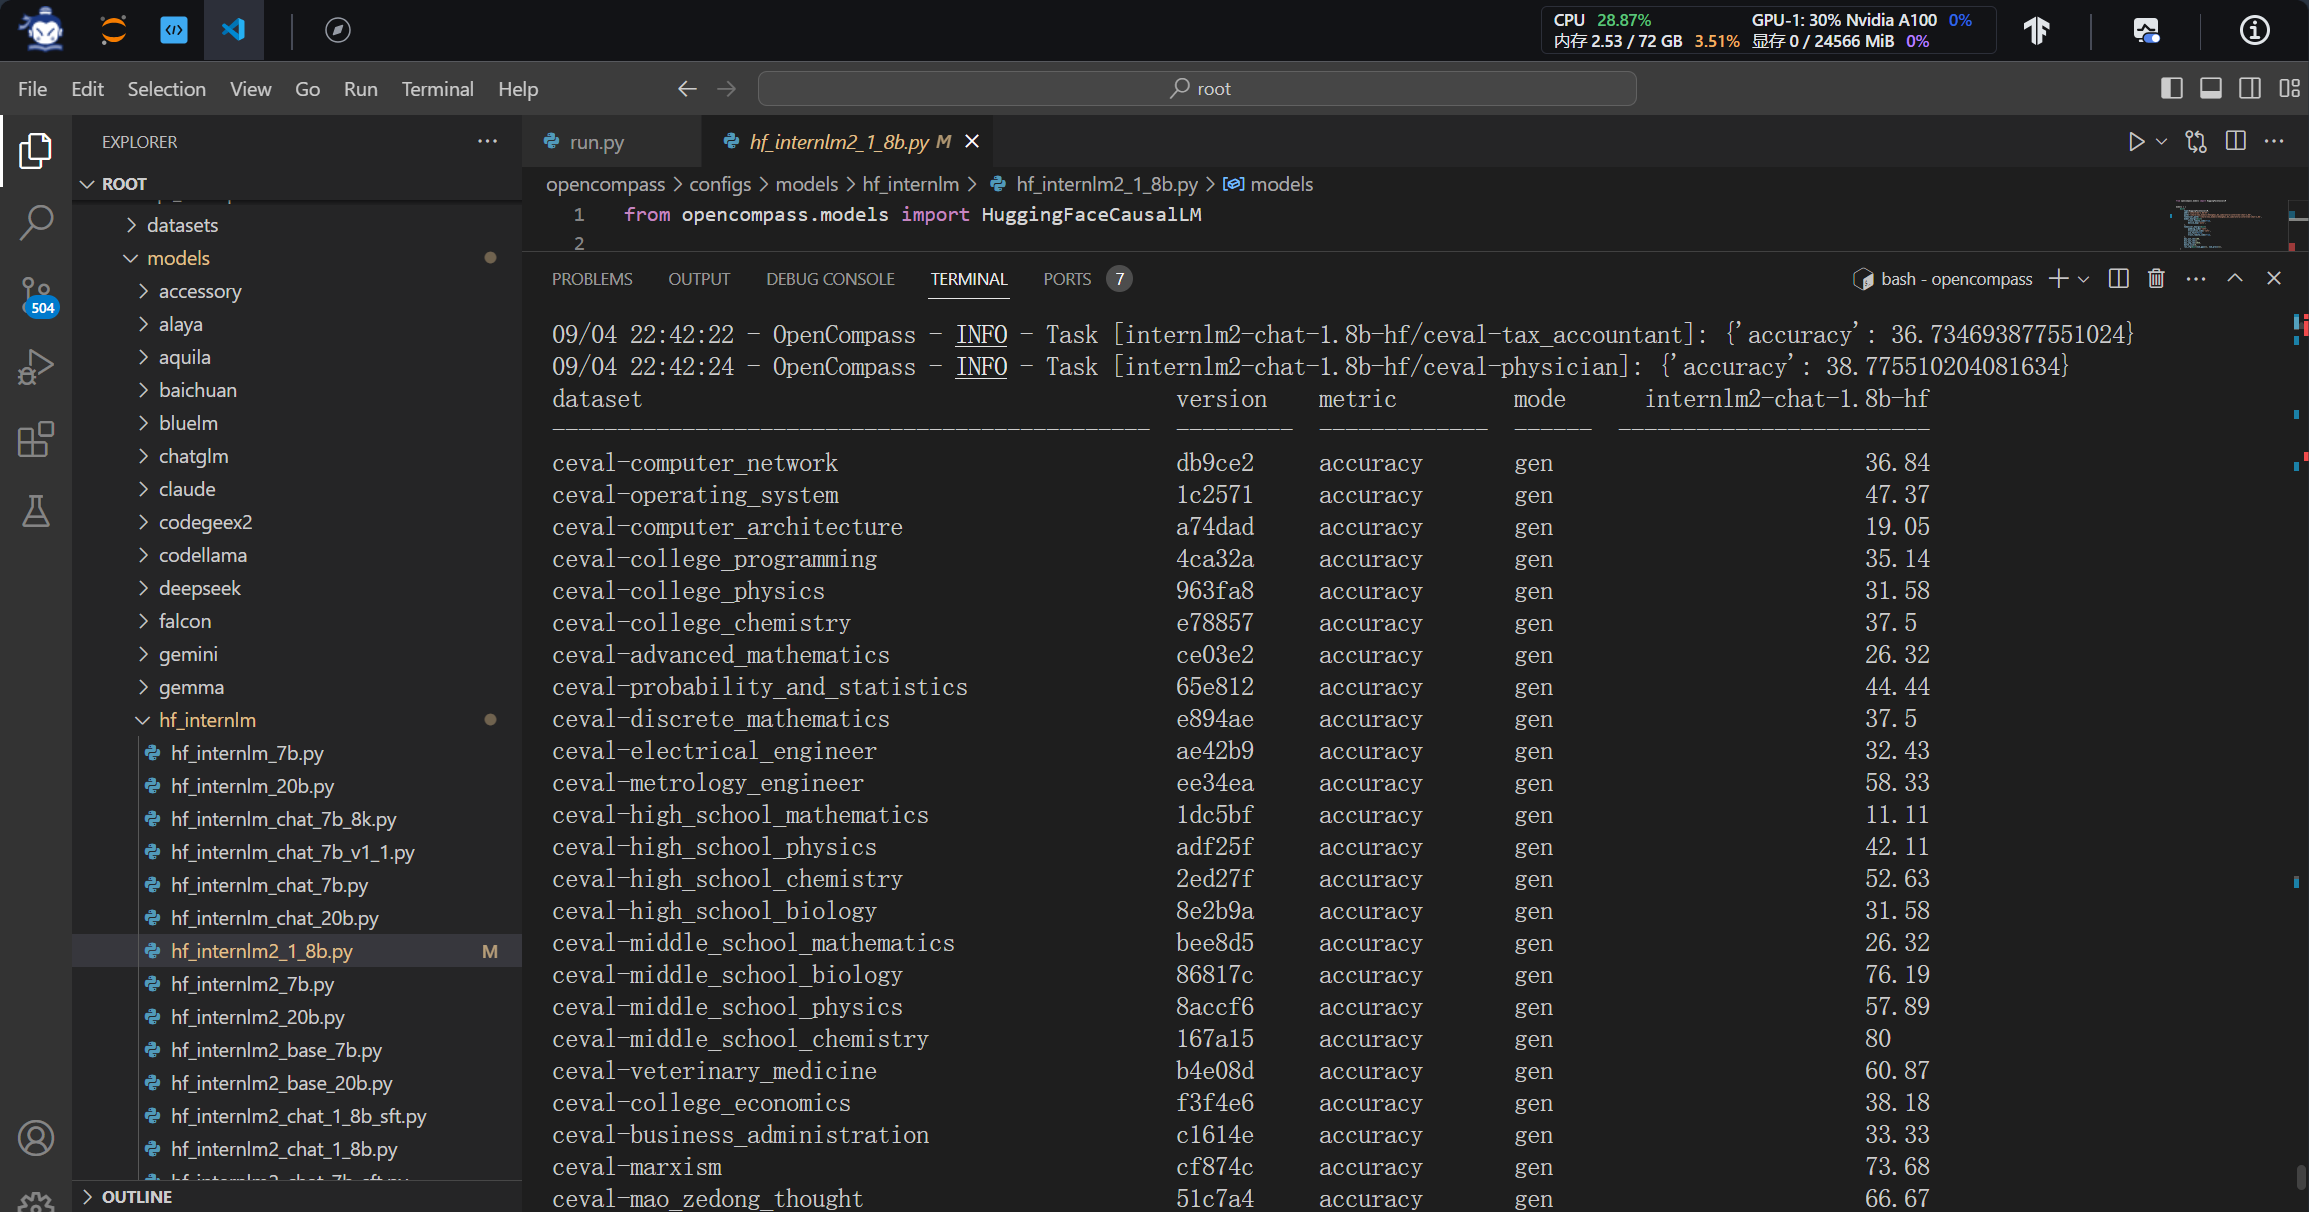 CPU 28.87% GPU-1: 30% Nvidia A100 0%
内存 2.53 / 72 GB 3.51% 显存 0 / 24566 MiB 0%
File Edit Selection View Go Run Terminal Help
root
EXPLORER
ROOT
datasets
models
accessory
alaya
aquila
baichuan
bluelm
chatglm
claude
codegeex2
codellama
deepseek
falcon
gemini
gemma
hf_internlm
hf_internlm_7b.py
hf_internlm_20b.py
hf_internlm_chat_7b_8k.py
hf_internlm_chat_7b_v1_1.py
hf_internlm_chat_7b.py
hf_internlm_chat_20b.py
hf_internlm2_1_8b.py M
hf_internlm2_7b.py
hf_internlm2_20b.py
hf_internlm2_base_7b.py
hf_internlm2_base_20b.py
hf_internlm2_chat_1_8b_sft.py
hf_internlm2_chat_1_8b.py
OUTLINE
504
run.py hf_internlm2_1_8b.py M
opencompass > configs > models > hf_internlm > hf_internlm2_1_8b.py > models
1 from opencompass.models import HuggingFaceCausalLM
2
PROBLEMS OUTPUT DEBUG CONSOLE TERMINAL PORTS 7
bash - opencompass
09/04 22:42:22 - OpenCompass - INFO - Task [internlm2-chat-1.8b-hf/ceval-tax_accountant]: {'accuracy': 36.734693877551024}
09/04 22:42:24 - OpenCompass - INFO - Task [internlm2-chat-1.8b-hf/ceval-physician]: {'accuracy': 38.775510204081634}
dataset version metric mode internlm2-chat-1.8b-hf
---------------------------------------------- --------- ------------- ------ ------------------------
ceval-computer_network db9ce2 accuracy gen 36.84
ceval-operating_system 1c2571 accuracy gen 47.37
ceval-computer_architecture a74dad accuracy gen 19.05
ceval-college_programming 4ca32a accuracy gen 35.14
ceval-college_physics 963fa8 accuracy gen 31.58
ceval-college_chemistry e78857 accuracy gen 37.5
ceval-advanced_mathematics ce03e2 accuracy gen 26.32
ceval-probability_and_statistics 65e812 accuracy gen 44.44
ceval-discrete_mathematics e894ae accuracy gen 37.5
ceval-electrical_engineer ae42b9 accuracy gen 32.43
ceval-metrology_engineer ee34ea accuracy gen 58.33
ceval-high_school_mathematics 1dc5bf accuracy gen 11.11
ceval-high_school_physics adf25f accuracy gen 42.11
ceval-high_school_chemistry 2ed27f accuracy gen 52.63
ceval-high_school_biology 8e2b9a accuracy gen 31.58
ceval-middle_school_mathematics bee8d5 accuracy gen 26.32
ceval-middle_school_biology 86817c accuracy gen 76.19
ceval-middle_school_physics 8accf6 accuracy gen 57.89
ceval-middle_school_chemistry 167a15 accuracy gen 80
ceval-veterinary_medicine b4e08d accuracy gen 60.87
ceval-college_economics f3f4e6 accuracy gen 38.18
ceval-business_administration c1614e accuracy gen 33.33
ceval-marxism cf874c accuracy gen 73.68
ceval-mao_zedong_thought 51c7a4 accuracy gen 66.67